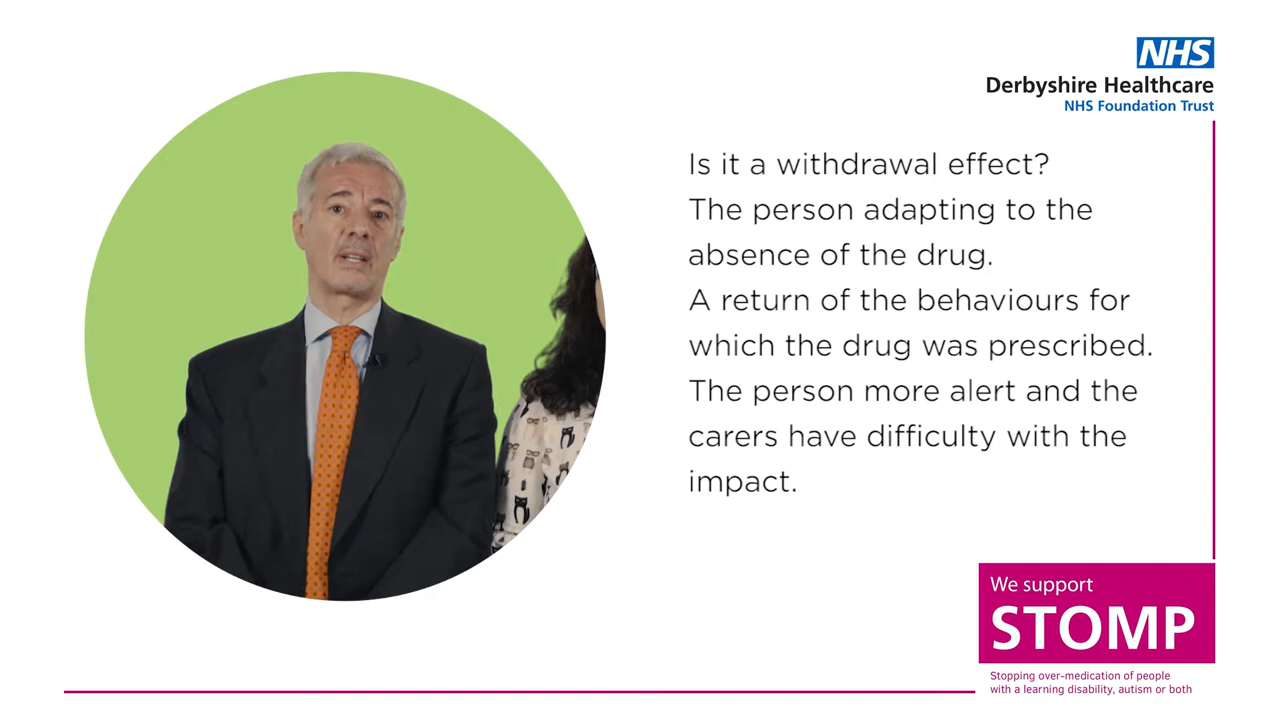 NHS
Derbyshire Healthcare
NHS Foundation Trust
Is it a withdrawal effect?
The person adapting to the
absence of the drug.
A return of the behaviours for
which the drug was prescribed.
The person more alert and the
carers have difficulty with the
impact.
We support
STOMP
Stopping over-medication of people
with a learning disability, autism or both